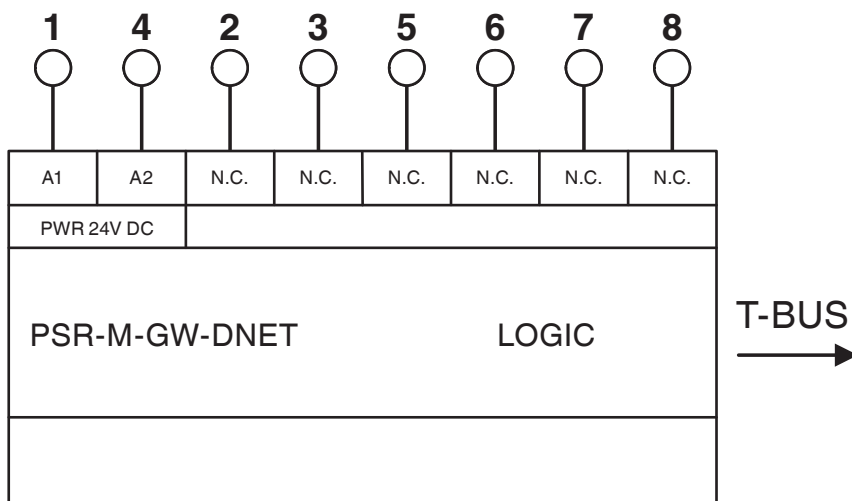 1 4 2 3 5 6 7 8
A1 A2 N.C. N.C. N.C. N.C. N.C. N.C.
PWR 24V DC
PSR-M-GW-DNET LOGIC
T-BUS